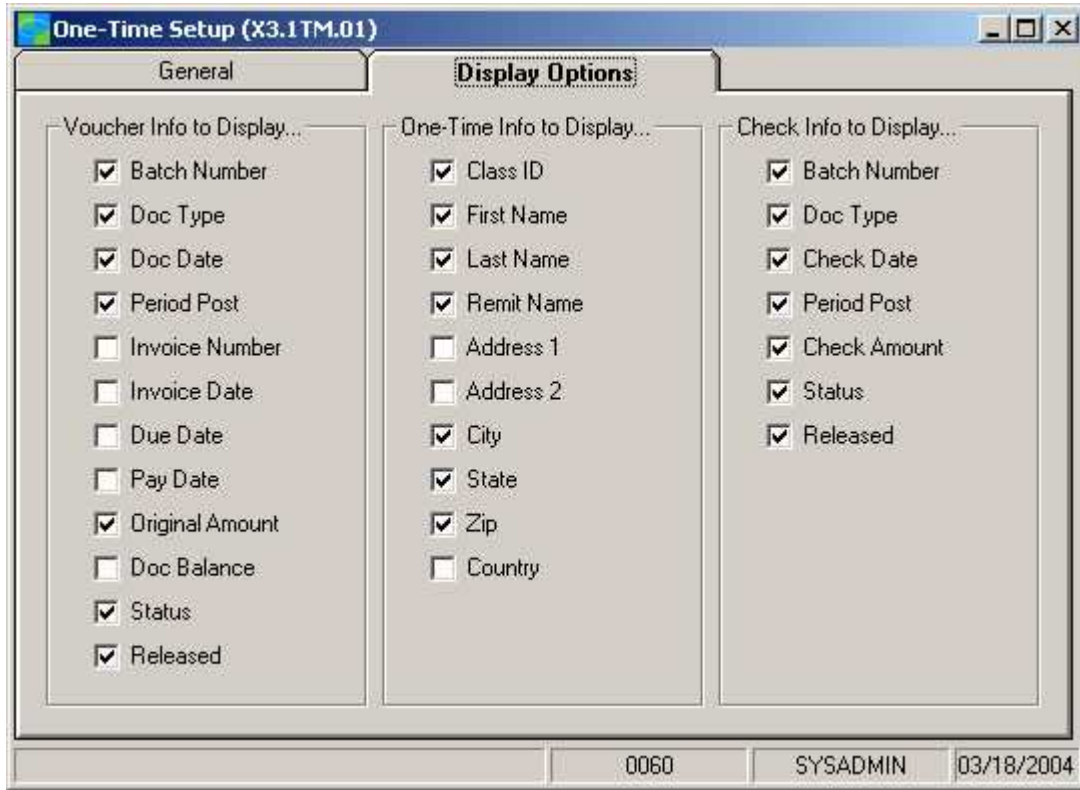 One-Time Setup (X3.1TM.01)
General
Display Options
Voucher Info to Display...
Batch Number
Doc Type
Doc Date
Period Post
Invoice Number
Invoice Date
Due Date
Pay Date
Original Amount
Doc Balance
Status
Released
One-Time Info to Display...
Class ID
First Name
Last Name
Remit Name
Address 1
Address 2
City
State
Zip
Country
Check Info to Display...
Batch Number
Doc Type
Check Date
Period Post
Check Amount
Status
Released
0060
SYSADMIN
03/18/2004